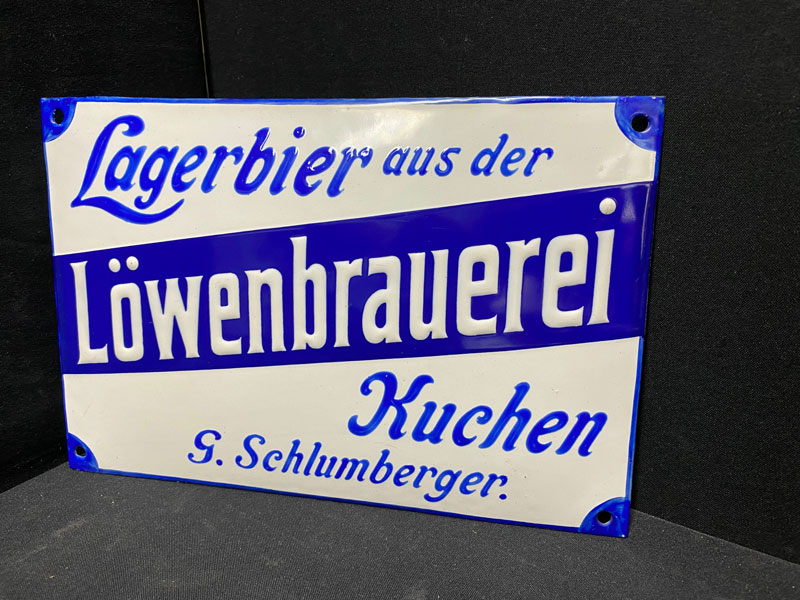 Lagerbier aus der
Löwenbrauerei
Kuchen
G. Schlumberger.